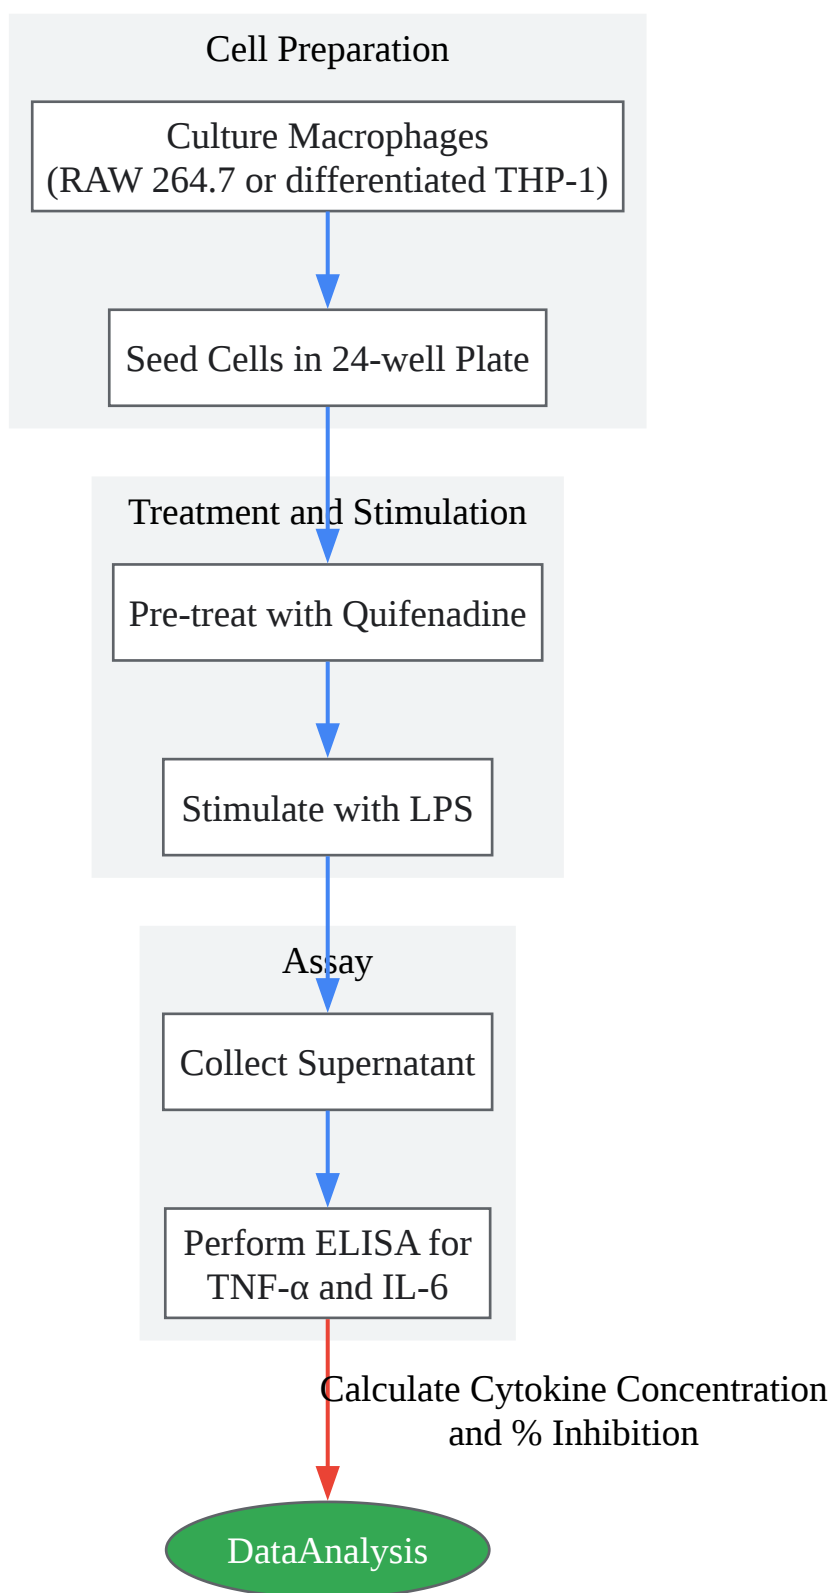 Cell Preparation
Culture Macrophages
(RAW 264.7 or differentiated THP-1)
Seed Cells in 24-well Plate
Treatment and Stimulation
Pre-treat with Quifenadine
Stimulate with LPS
Assay
Collect Supernatant
Perform ELISA for
TNF-α and IL-6
Calculate Cytokine Concentration
and % Inhibition
DataAnalysis